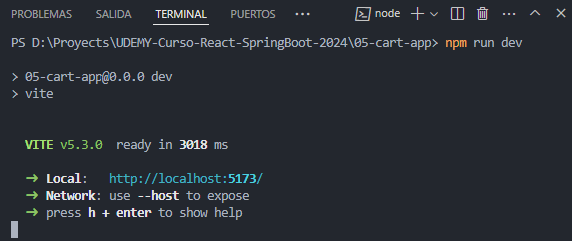 PROBLEMAS SALIDA TERMINAL PUERTOS node
PS D:\Proyects\UDEMY-Curso-React-SpringBoot-2024\05-cart-app> npm run dev
> 05-cart-app@0.0.0 dev
> vite
VITE v5.3.0 ready in 3018 ms
➜ Local: http://localhost:5173/
➜ Network: use --host to expose
➜ press h + enter to show help